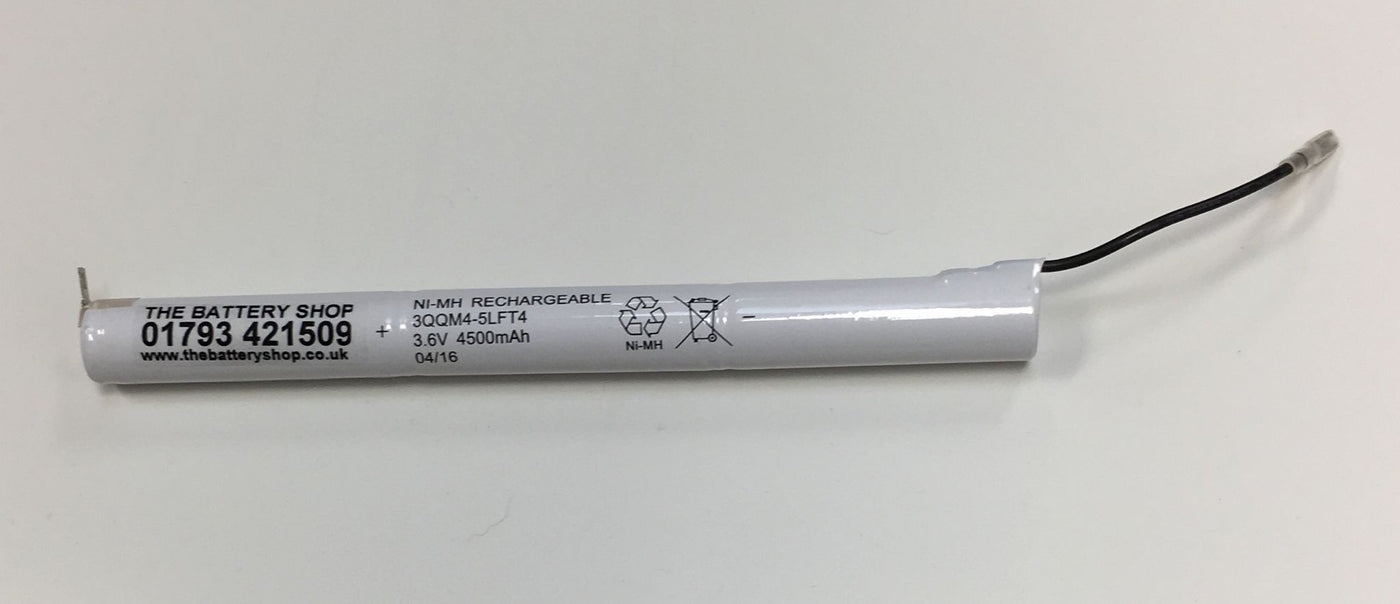 THE BATTERY SHOP
01793 421509
www.thebatteryshop.co.uk
+
NI-MH RECHARGEABLE
3QQM4-5LFT4
3.6V 4500mAh
04/16
Ni-MH
−